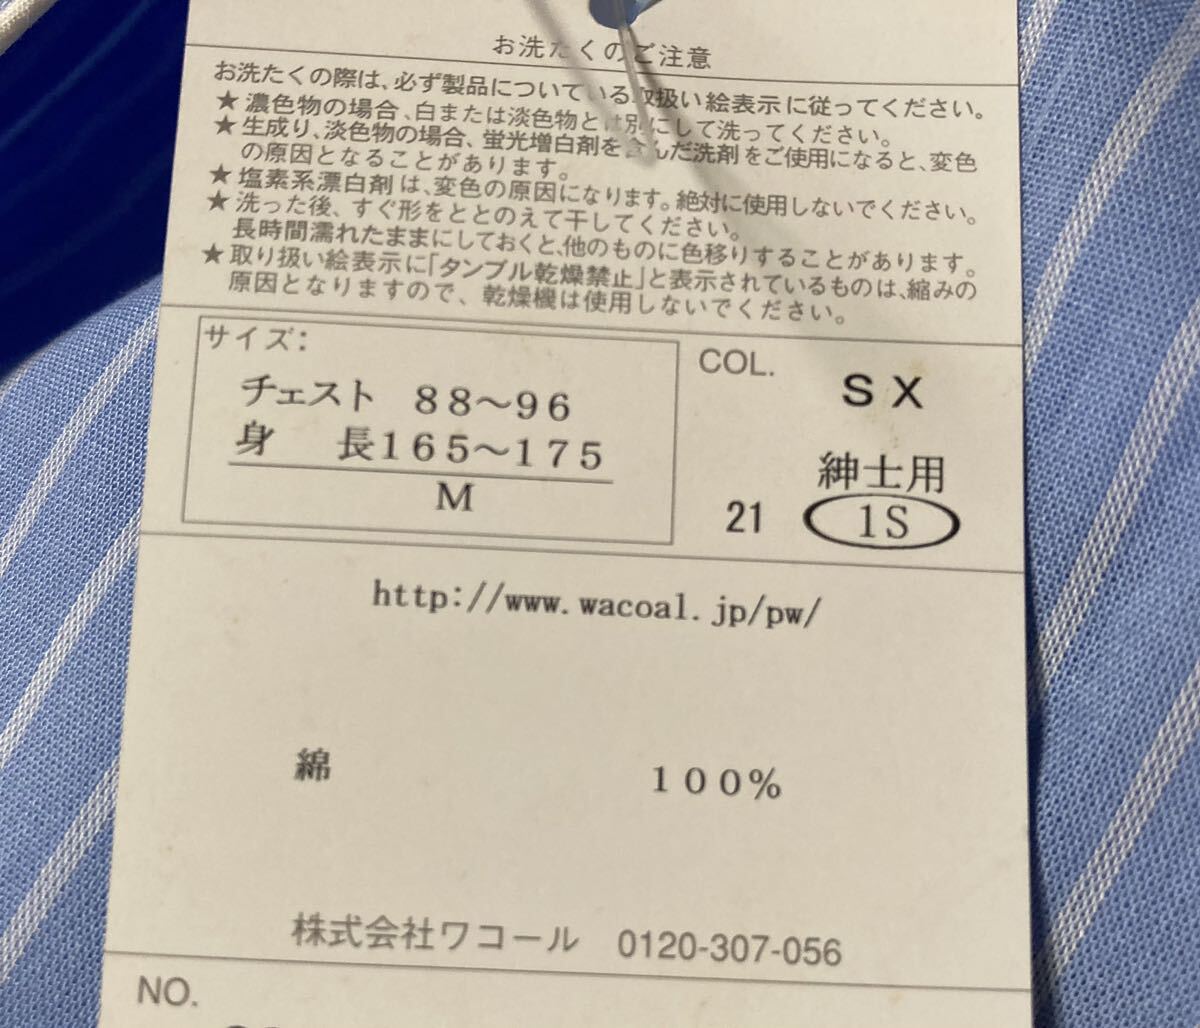 お洗たくのご注意
お洗たくの際は、必ず製品についている取扱い絵表示に従ってください。
★濃色物の場合、白または淡色物とは別にして洗ってください。
★生成り、淡色物の場合、蛍光増白剤を含んだ洗剤をご使用になると、変色
の原因となることがあります。
★塩素系漂白剤は、変色の原因になります。絶対に使用しないでください。
★洗った後、すぐ形をととのえて干してください。
長時間濡れたままにしておくと、他のものに色移りすることがあります。
★取り扱い絵表示に「タンブル乾燥禁止」と表示されているものは、縮みの
原因となりますので、乾燥機は使用しないでください。
サイズ:
チェスト 88〜96
身 長165〜175
M
COL.
SX
紳士用
21 1S
http://www.wacoal.jp/pw/
綿 100%
株式会社ワコール 0120-307-056
NO.